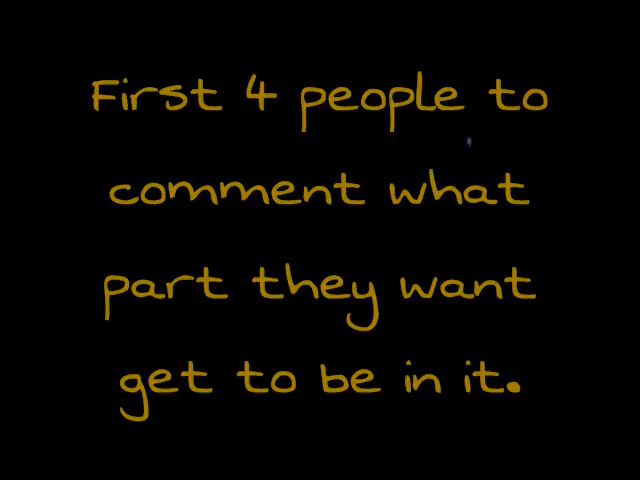 First 4 people to
comment what
part they want
get to be in it.